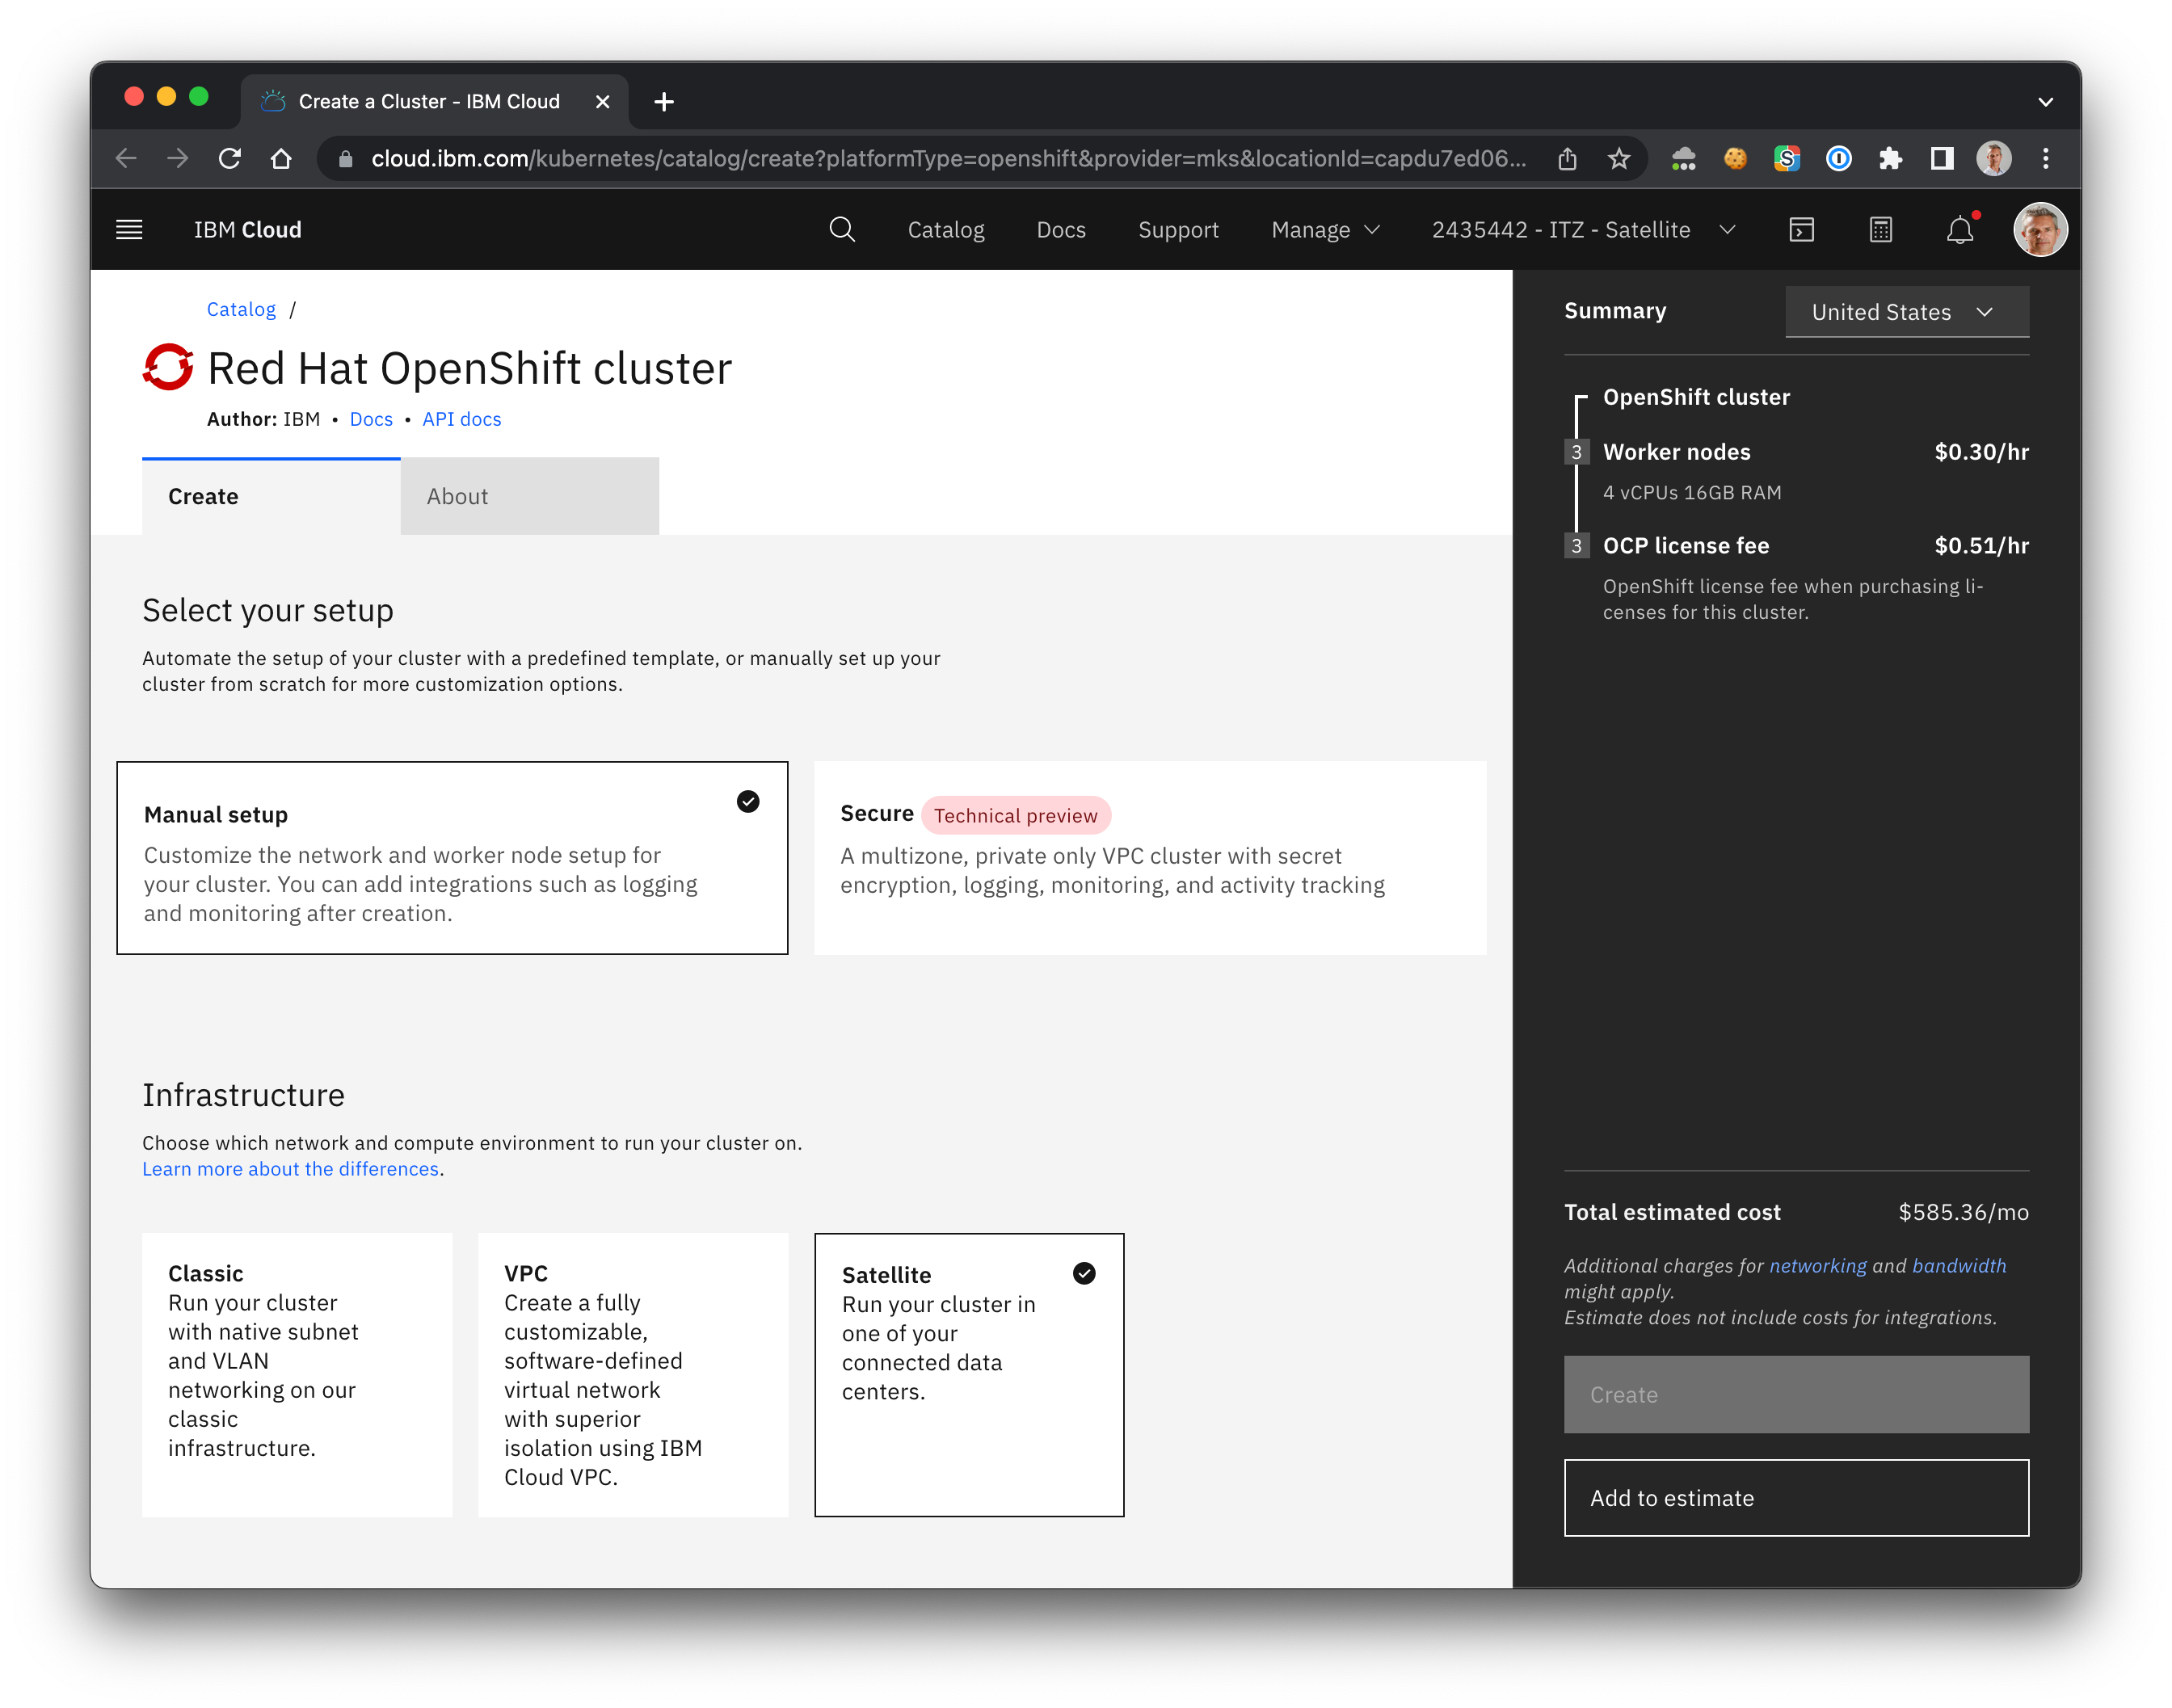 Create a Cluster - IBM Cloud
cloud.ibm.com/kubernetes/catalog/create?platformType=openshift&provider=mks&locationId=capdu7ed06...
IBM Cloud
Catalog
Docs
Support
Manage
2435442 - ITZ - Satellite
Catalog /
Red Hat OpenShift cluster
Author: IBM • Docs • API docs
Create
About
Select your setup
Automate the setup of your cluster with a predefined template, or manually set up your
cluster from scratch for more customization options.
Manual setup
Customize the network and worker node setup for
your cluster. You can add integrations such as logging
and monitoring after creation.
Secure Technical preview
A multizone, private only VPC cluster with secret
encryption, logging, monitoring, and activity tracking
Infrastructure
Choose which network and compute environment to run your cluster on.
Learn more about the differences.
Classic
Run your cluster
with native subnet
and VLAN
networking on our
classic
infrastructure.
VPC
Create a fully
customizable,
software-defined
virtual network
with superior
isolation using IBM
Cloud VPC.
Satellite
Run your cluster in
one of your
connected data
centers.
Summary
United States
OpenShift cluster
3 Worker nodes $0.30/hr
4 vCPUs 16GB RAM
3 OCP license fee $0.51/hr
OpenShift license fee when purchasing li-
censes for this cluster.
Total estimated cost $585.36/mo
Additional charges for networking and bandwidth
might apply.
Estimate does not include costs for integrations.
Create
Add to estimate